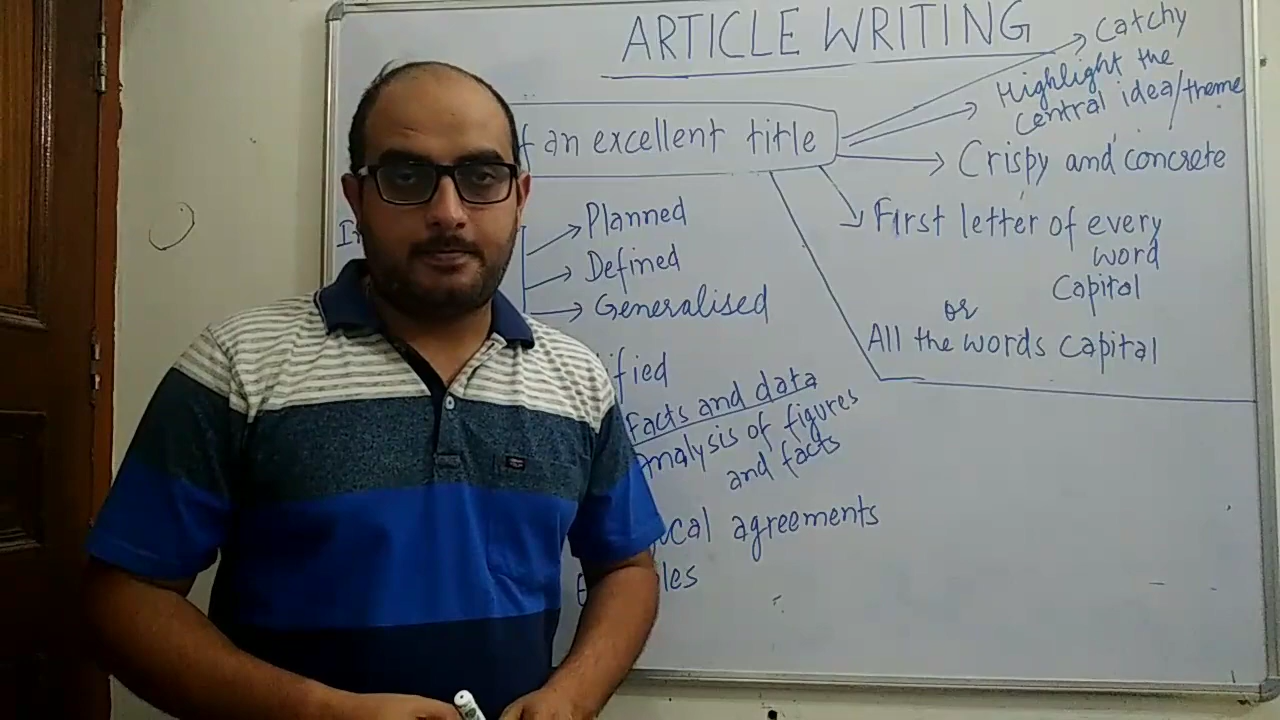 ARTICLE WRITING
Catchy
Highlight the
central idea/theme
f an excellent title
Crispy and concrete
First letter of every
word
Capital
or
All the words capital
Planned
Defined
Generalised
ified
Facts and data
Analysis of figures
and facts
ical agreements
les